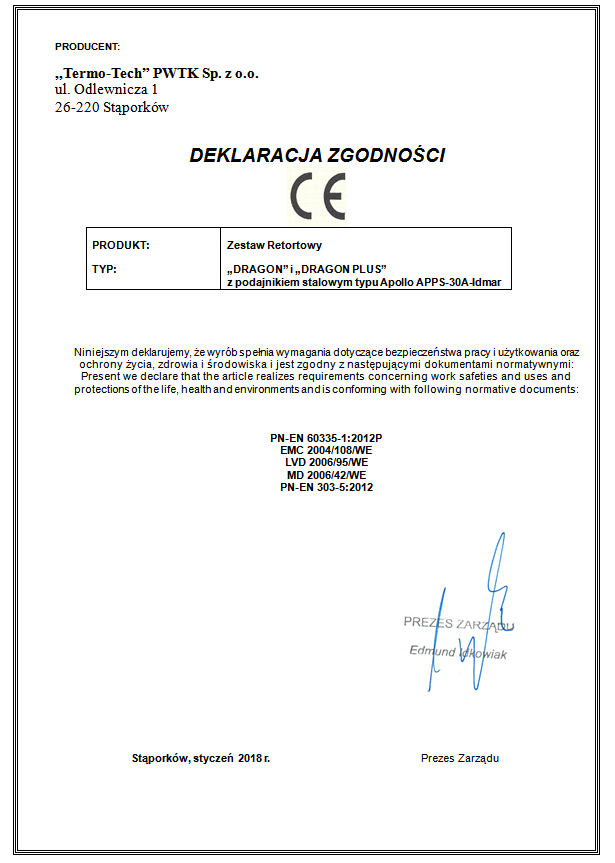 PRODUCENT:
„Termo-Tech” PWTK Sp. z o.o.
ul. Odlewnicza 1
26-220 Stąporków
DEKLARACJA ZGODNOŚCI
CE
PRODUKT: Zestaw Retortowy
TYP: „DRAGON” i „DRAGON PLUS”
z podajnikiem stalowym typu Apollo APPS-30A-Idmar
Niniejszym deklarujemy, że wyrób spełnia wymagania dotyczące bezpieczeństwa pracy i użytkowania oraz
ochrony życia, zdrowia i środowiska i jest zgodny z następującymi dokumentami normatywnymi:
Present we declare that the article realizes requirements concerning work safeties and uses and
protections of the life, health and environments and is conforming with following normative documents:
PN-EN 60335-1:2012P
EMC 2004/108/WE
LVD 2006/95/WE
MD 2006/42/WE
PN-EN 303-5:2012
PREZES ZARZĄDU
Edmund Idkowiak
Stąporków, styczeń 2018 r. Prezes Zarządu